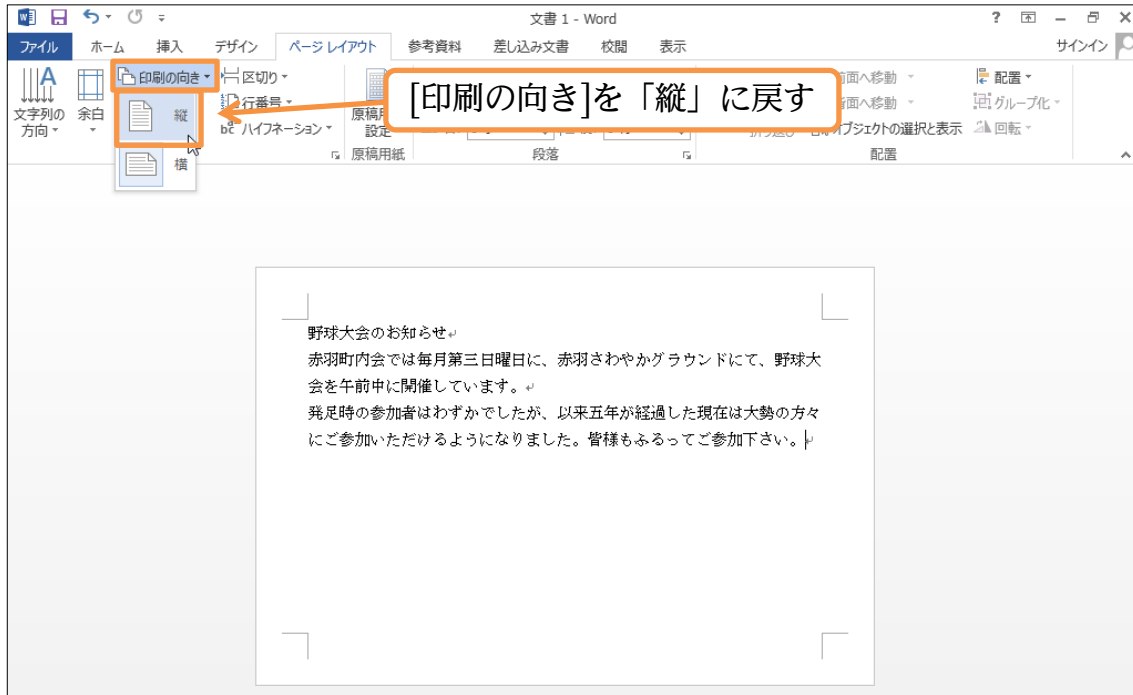 文書 1 - Word
ファイル ホーム 挿入 デザイン ページ レイアウト 参考資料 差し込み文書 校閲 表示 サインイン
文字列の方向
余白
印刷の向き
縦
横
区切り
行番号
ハイフネーション
原稿用
設定
原稿用紙
[印刷の向き]を「縦」に戻す
段落
面へ移動
面へ移動
オブジェクトの選択と表示
配置
グループ化
回転
配置
野球大会のお知らせ↵
赤羽町内会では毎月第三日曜日に、赤羽さわやかグラウンドにて、野球大
会を午前中に開催しています。↵
発足時の参加者はわずかでしたが、以来五年が経過した現在は大勢の方々
にご参加いただけるようになりました。皆様もふるってご参加下さい。↵